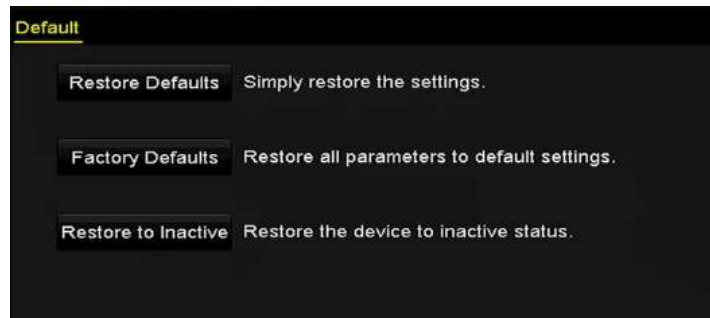 Default
Restore Defaults Simply restore the settings.
Factory Defaults Restore all parameters to default settings.
Restore to Inactive Restore the device to inactive status.